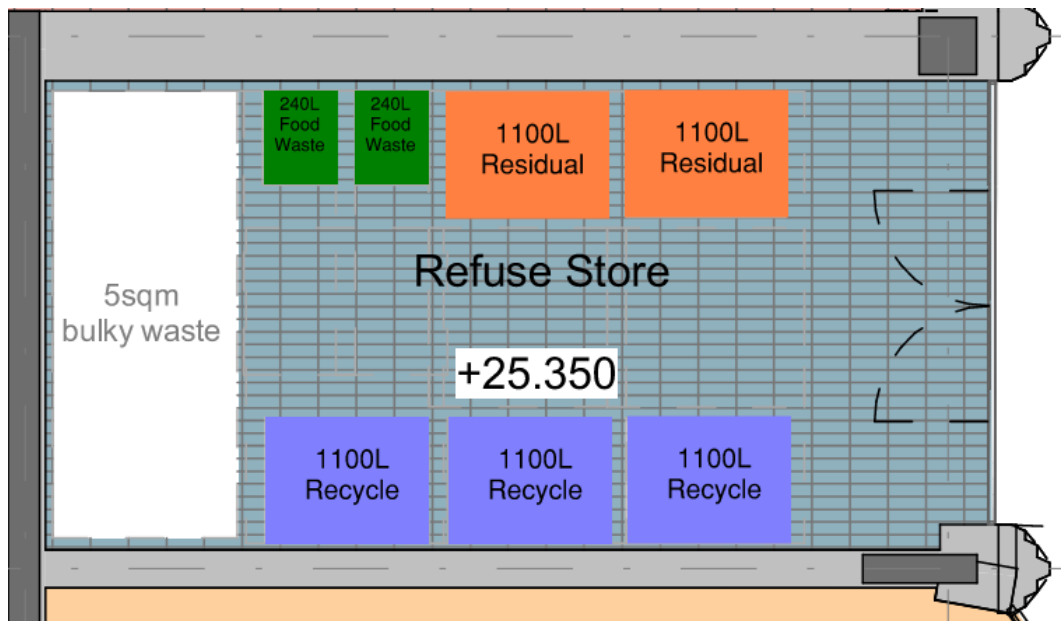 240L
Food
Waste
240L
Food
Waste
1100L
Residual
1100L
Residual
5sqm
bulky waste
Refuse Store
+25.350
1100L
Recycle
1100L
Recycle
1100L
Recycle